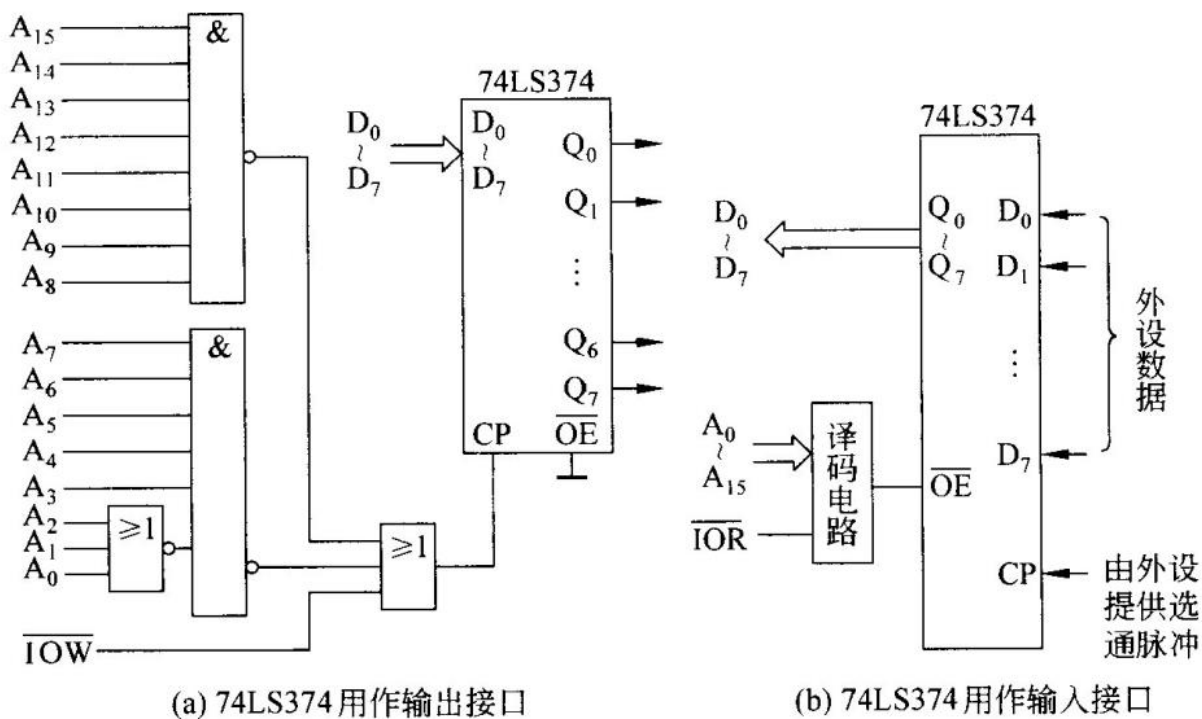 A₁₅
A₁₄
A₁₃
A₁₂
A₁₁
A₁₀
A₉
A₈
&
A₇
A₆
A₅
A₄
A₃
A₂
A₁
A₀
≥1
&
IOW
≥1
74LS374
D₀
~
D₇
D₀
~
D₇
Q₀
Q₁
⋮
Q₆
Q₇
CP
OE
(a) 74LS374用作输出接口
74LS374
D₀
~
D₇
Q₀
~
Q₇
D₀
D₁
⋮
D₇
外设数据
A₀
~
A₁₅
IOR
译码电路
OE
CP
由外设
提供选
通脉冲
(b) 74LS374用作输入接口